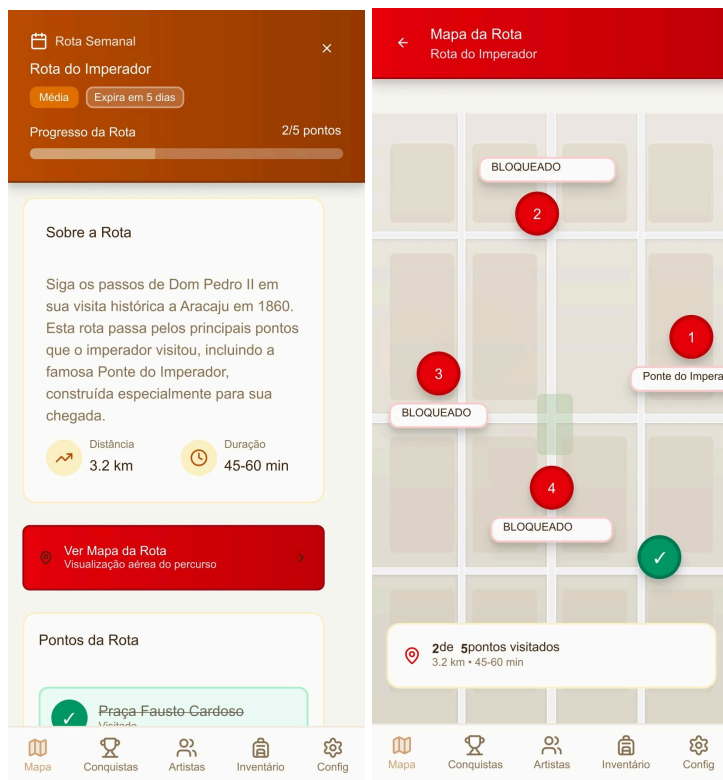 Rota Semanal
Rota do Imperador
Média
Expira em 5 dias
Progresso da Rota
2/5 pontos
Sobre a Rota
Siga os passos de Dom Pedro II em
sua visita histórica a Aracaju em 1860.
Esta rota passa pelos principais pontos
que o imperador visitou, incluindo a
famosa Ponte do Imperador,
construída especialmente para sua
chegada.
Distância
3.2 km
Duração
45-60 min
Ver Mapa da Rota
Visualização aérea do percurso
Pontos da Rota
Praça Fausto Cardoso
Visitado
Mapa
Conquistas
Artistas
Inventário
Config
Mapa da Rota
Rota do Imperador
BLOQUEADO
2
1
Ponte do Impera
3
BLOQUEADO
4
BLOQUEADO
2de 5pontos visitados
3.2 km • 45-60 min
Mapa
Conquistas
Artistas
Inventário
Config